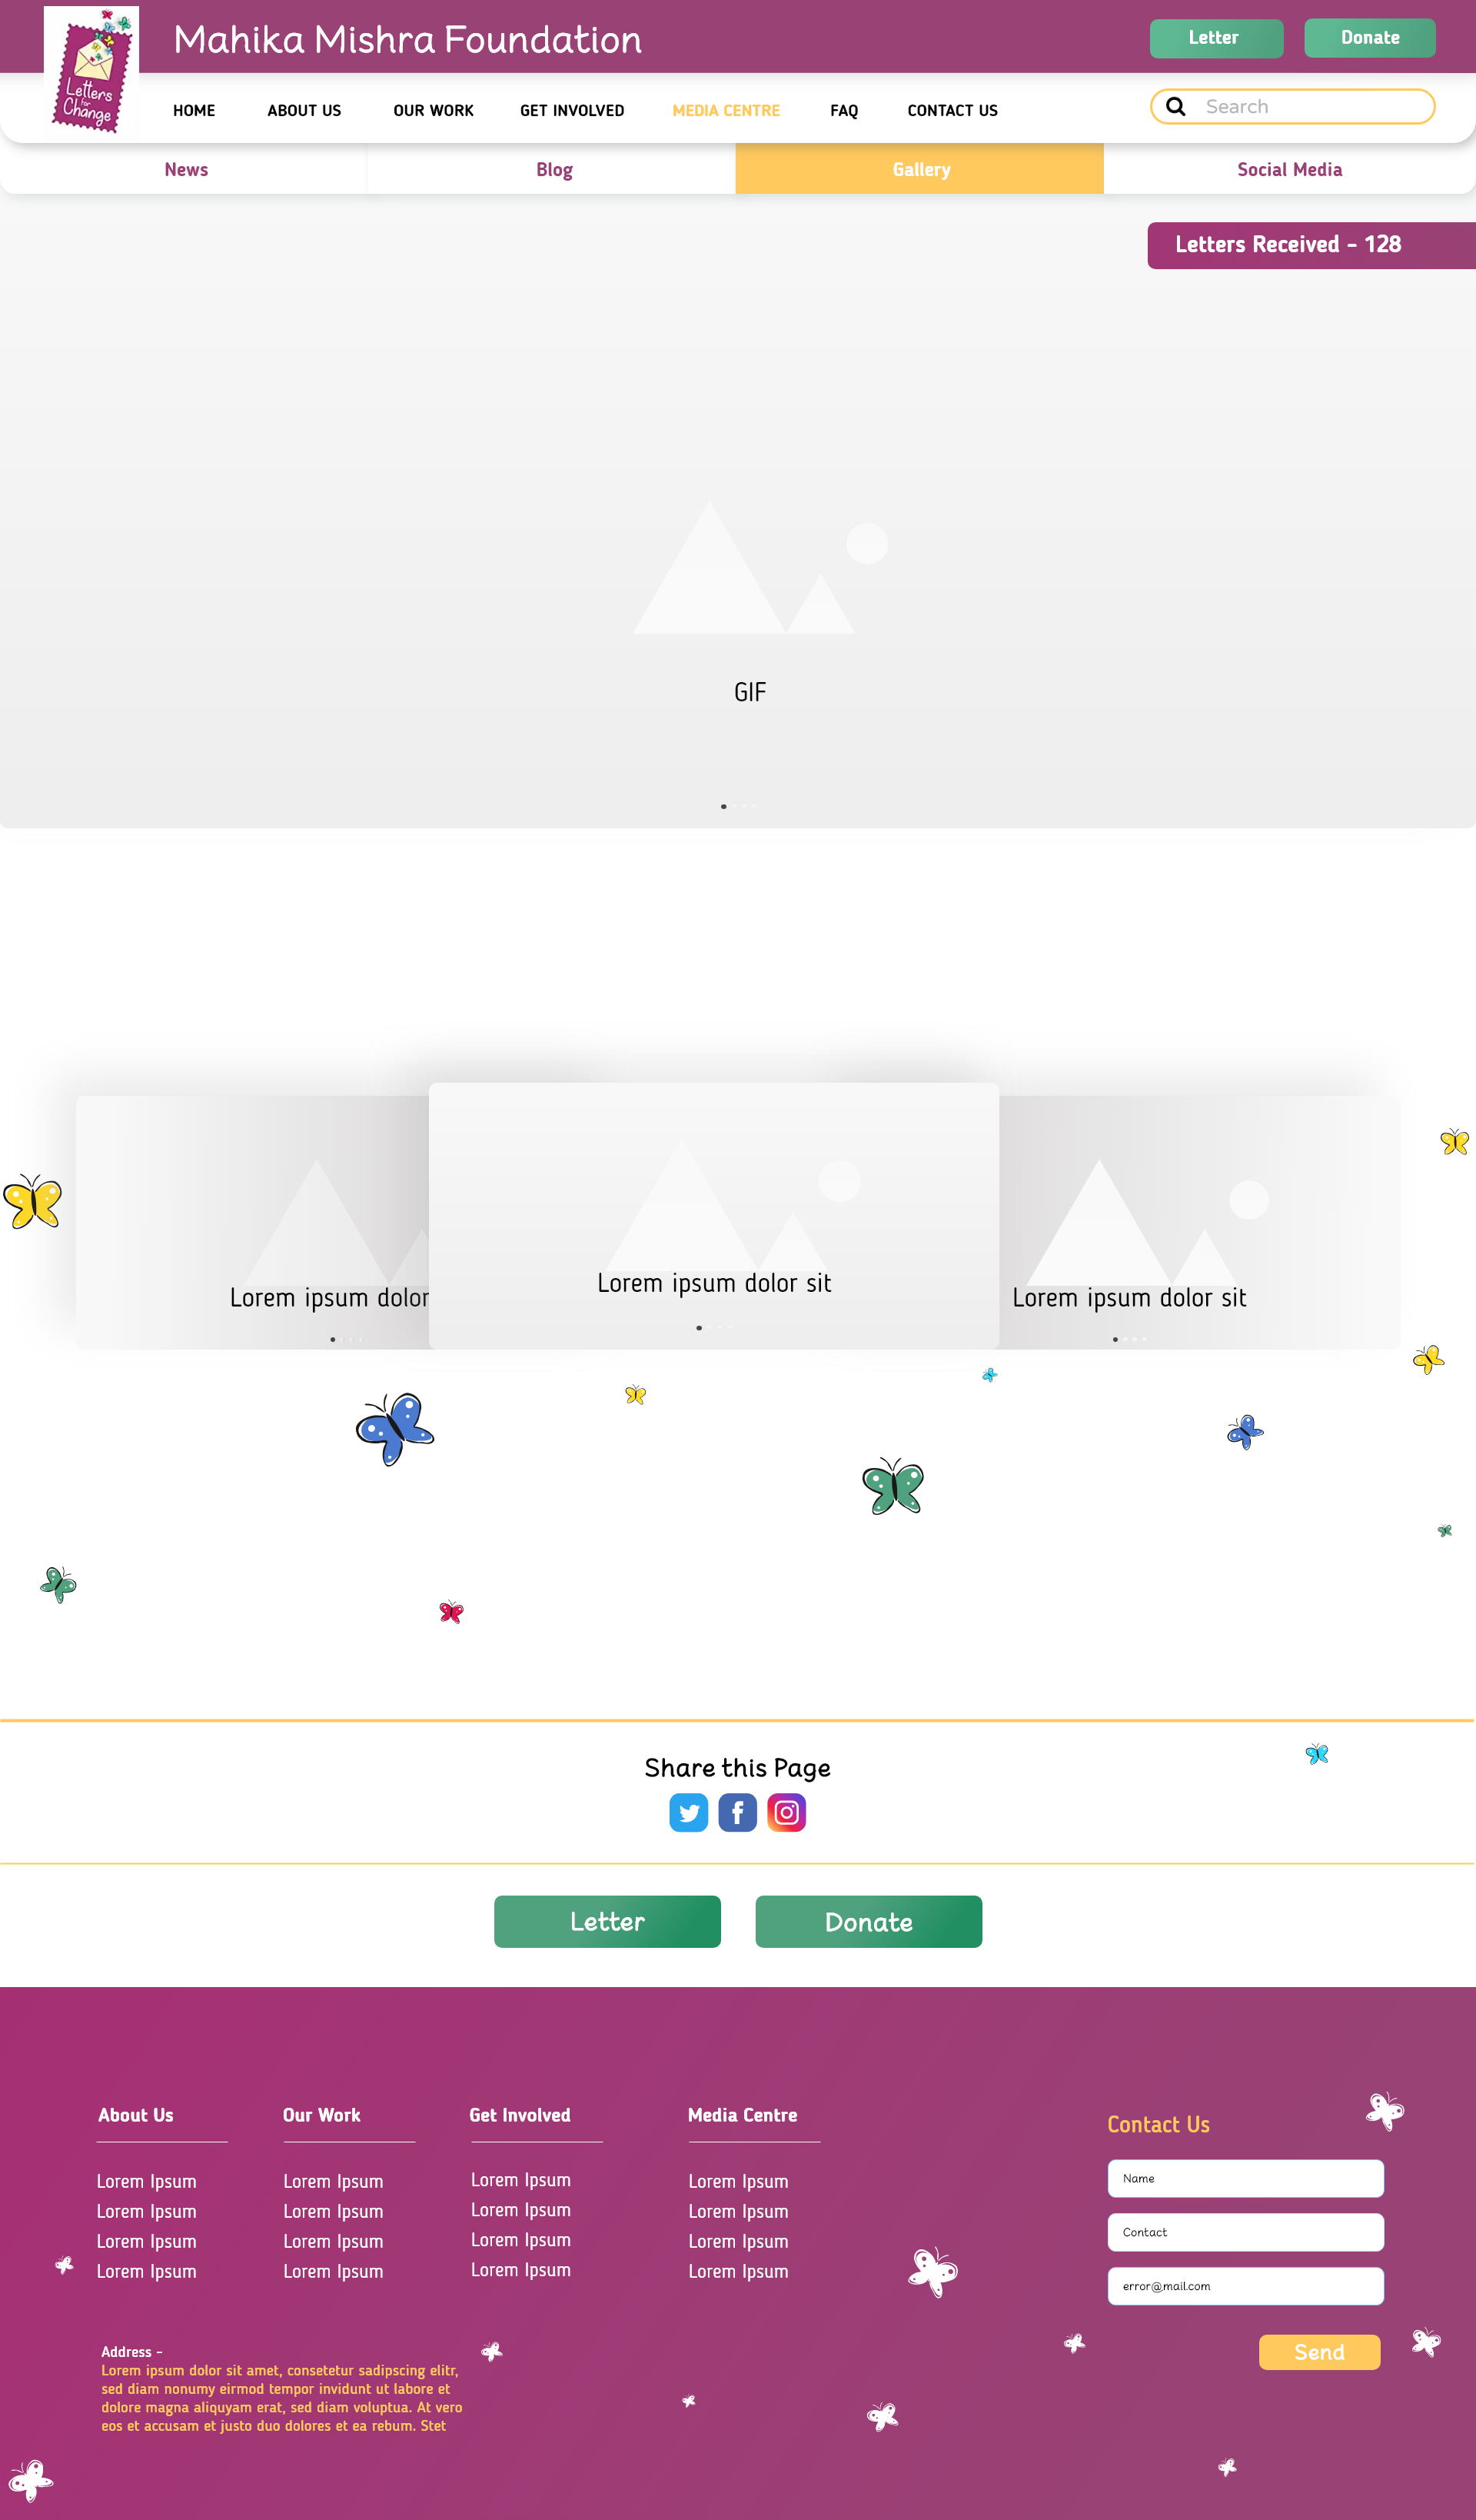 Mahika Mishra Foundation
Letter
Donate
Letters
for
Change
HOME
ABOUT US
OUR WORK
GET INVOLVED
MEDIA CENTRE
FAQ
CONTACT US
Search
News
Blog
Gallery
Social Media
Letters Received - 128
GIF
Lorem ipsum dolor
Lorem ipsum dolor sit
Lorem ipsum dolor sit
Share this Page
Letter
Donate
About Us
Lorem Ipsum
Lorem Ipsum
Lorem Ipsum
Lorem Ipsum
Our Work
Lorem Ipsum
Lorem Ipsum
Lorem Ipsum
Lorem Ipsum
Get Involved
Lorem Ipsum
Lorem Ipsum
Lorem Ipsum
Lorem Ipsum
Media Centre
Lorem Ipsum
Lorem Ipsum
Lorem Ipsum
Lorem Ipsum
Contact Us
Name
Contact
error@mail.com
Send
Address -
Lorem ipsum dolor sit amet, consetetur sadipscing elitr,
sed diam nonumy eirmod tempor invidunt ut labore et
dolore magna aliquyam erat, sed diam voluptua. At vero
eos et accusam et justo duo dolores et ea rebum. Stet